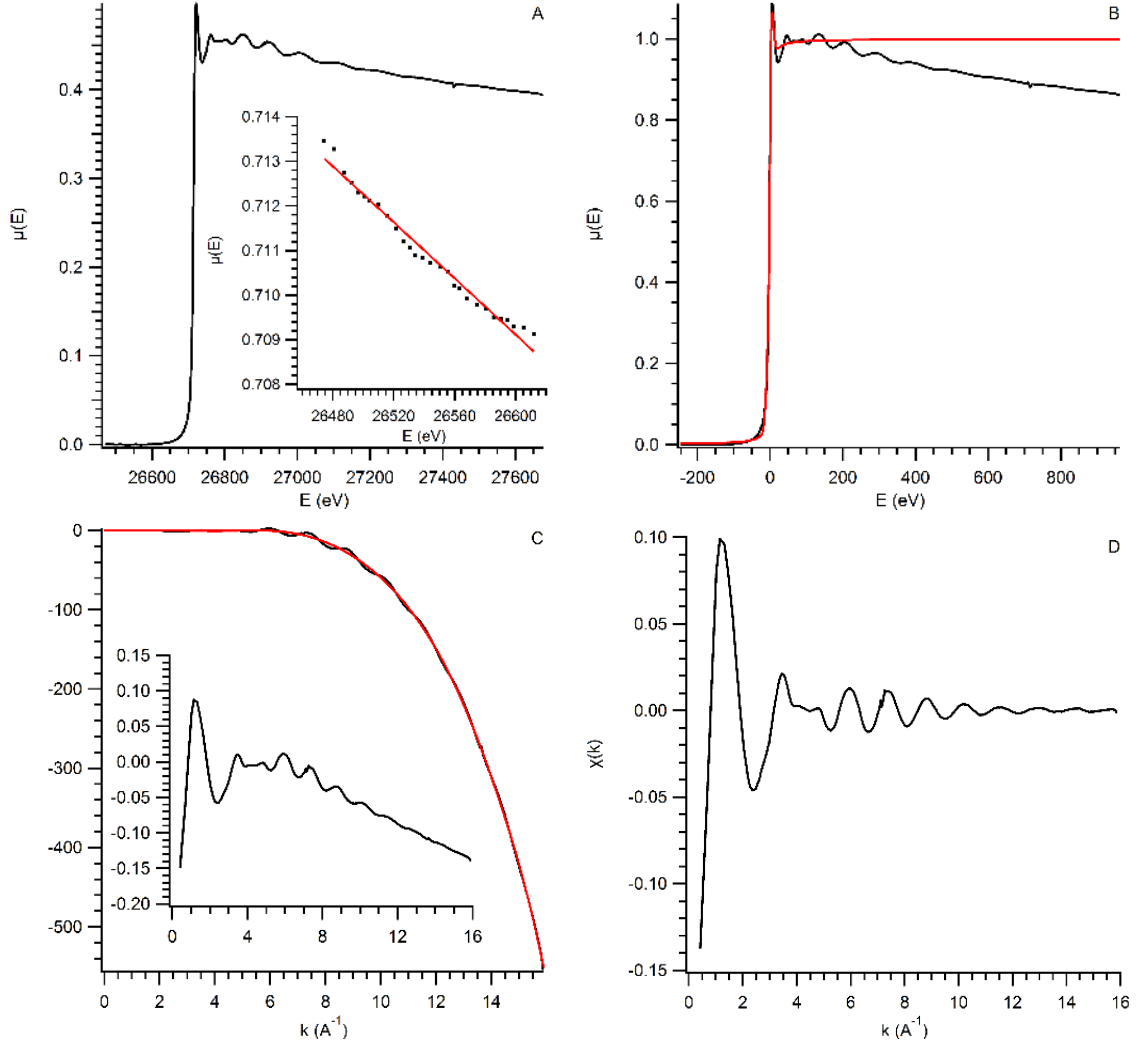 A
μ(E)
0.4
0.3
0.2
0.1
0.0
26600 26800 27000 27200 27400 27600
E (eV)
0.714
0.713
0.712
0.711
0.710
0.709
0.708
μ(E)
26480 26520 26560 26600
E (eV)
B
μ(E)
1.0
0.8
0.6
0.4
0.2
0.0
-200 0 200 400 600 800
E (eV)
C
0
-100
-200
-300
-400
-500
0 2 4 6 8 10 12 14
k (A⁻¹)
0.15
0.10
0.05
0.00
-0.05
-0.10
-0.15
-0.20
0 4 8 12 16
D
χ(k)
0.10
0.05
0.00
-0.05
-0.10
-0.15
0 2 4 6 8 10 12 14 16
k (A⁻¹)